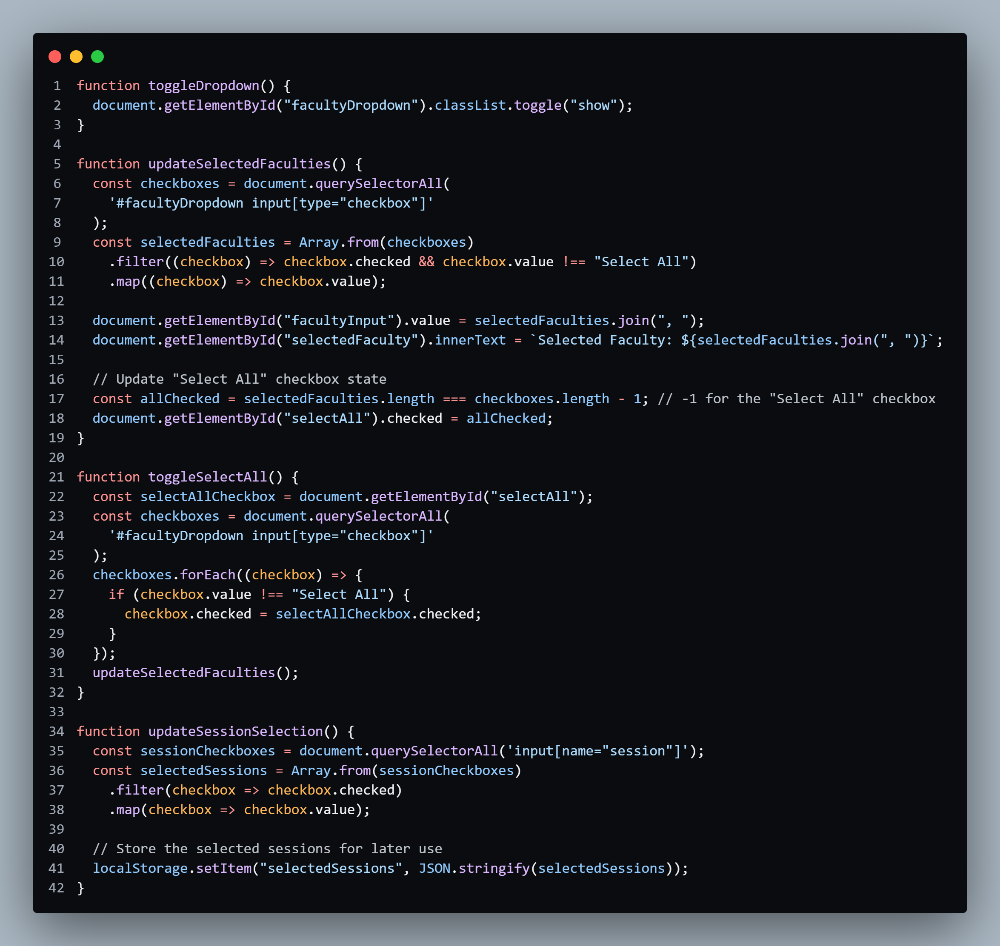 1 function toggleDropdown() {
2   document.getElementById("facultyDropdown").classList.toggle("show");
3 }
4
5 function updateSelectedFaculties() {
6   const checkboxes = document.querySelectorAll(
7     '#facultyDropdown input[type="checkbox"]'
8   );
9   const selectedFaculties = Array.from(checkboxes)
10     .filter((checkbox) => checkbox.checked && checkbox.value !== "Select All")
11     .map((checkbox) => checkbox.value);
12
13   document.getElementById("facultyInput").value = selectedFaculties.join(", ");
14   document.getElementById("selectedFaculty").innerText = `Selected Faculty: ${selectedFaculties.join(", ")}`;
15
16   // Update "Select All" checkbox state
17   const allChecked = selectedFaculties.length === checkboxes.length - 1; // -1 for the "Select All" checkbox
18   document.getElementById("selectAll").checked = allChecked;
19 }
20
21 function toggleSelectAll() {
22   const selectAllCheckbox = document.getElementById("selectAll");
23   const checkboxes = document.querySelectorAll(
24     '#facultyDropdown input[type="checkbox"]'
25   );
26   checkboxes.forEach((checkbox) => {
27     if (checkbox.value !== "Select All") {
28       checkbox.checked = selectAllCheckbox.checked;
29     }
30   });
31   updateSelectedFaculties();
32 }
33
34 function updateSessionSelection() {
35   const sessionCheckboxes = document.querySelectorAll('input[name="session"]');
36   const selectedSessions = Array.from(sessionCheckboxes)
37     .filter(checkbox => checkbox.checked)
38     .map(checkbox => checkbox.value);
39
40   // Store the selected sessions for later use
41   localStorage.setItem("selectedSessions", JSON.stringify(selectedSessions));
42 }